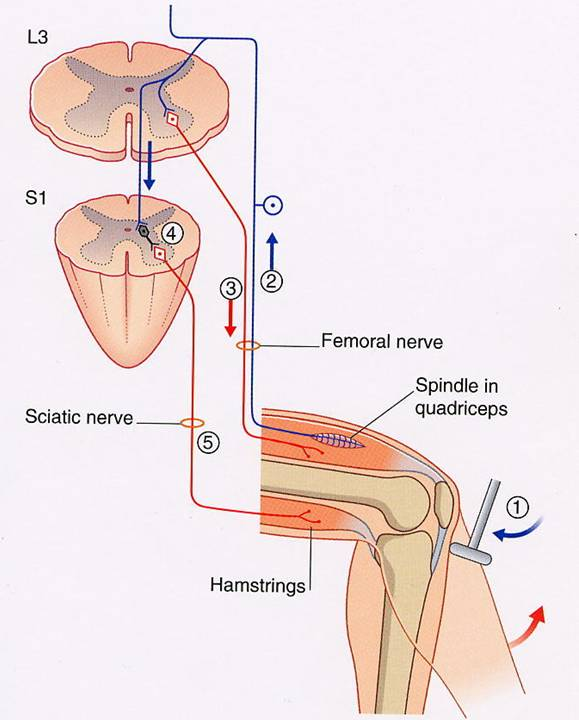 L3
S1
④
②
③
Femoral nerve
Spindle in
quadriceps
Sciatic nerve
⑤
①
Hamstrings